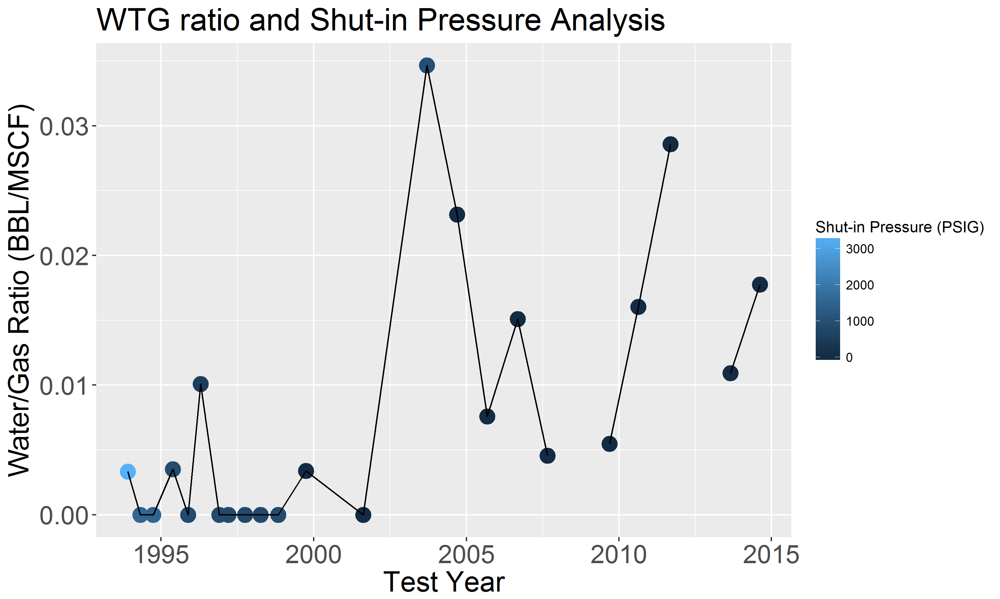 WTG ratio and Shut-in Pressure Analysis
Water/Gas Ratio (BBL/MSCF)
0.03
0.02
0.01
0.00
1995 2000 2005 2010 2015
Test Year
Shut-in Pressure (PSIG)
3000
2000
1000
0